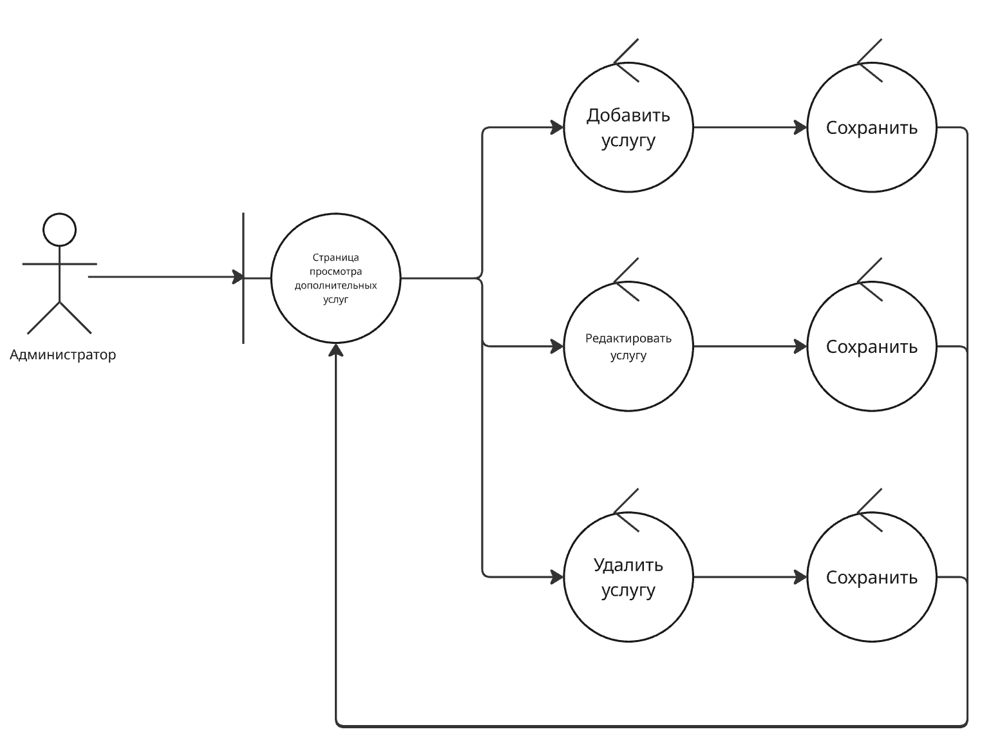 Добавить
услугу
Сохранить
Страница
просмотра
дополнительных
услуг
Администратор
Редактировать
услугу
Сохранить
Удалить
услугу
Сохранить